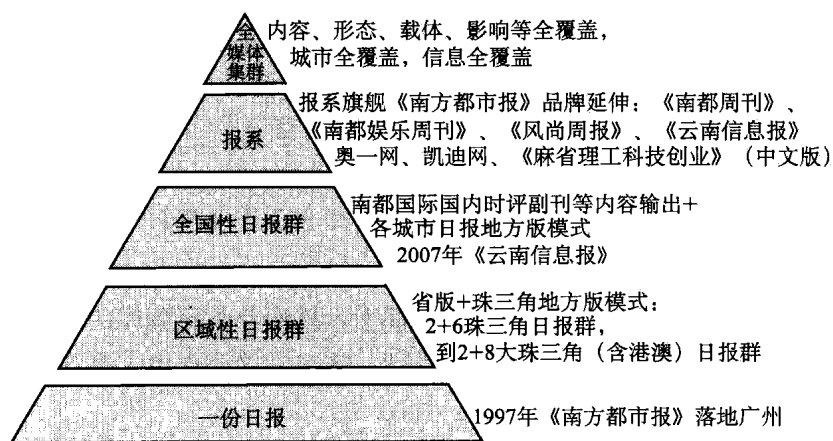 全
媒体
集群
内容、形态、载体、影响等全覆盖，
城市全覆盖，信息全覆盖
报系
报系旗舰《南方都市报》品牌延伸：《南都周刊》、
《南都娱乐周刊》、《风尚周报》、《云南信息报》
奥一网、凯迪网、《麻省理工科技创业》（中文版）
全国性日报群
南都国际国内时评副刊等内容输出+
各城市日报地方版模式
2007年《云南信息报》
区域性日报群
省版+珠三角地方版模式：
2+6珠三角日报群，
到2+8大珠三角（含港澳）日报群
一份日报
1997年《南方都市报》落地广州